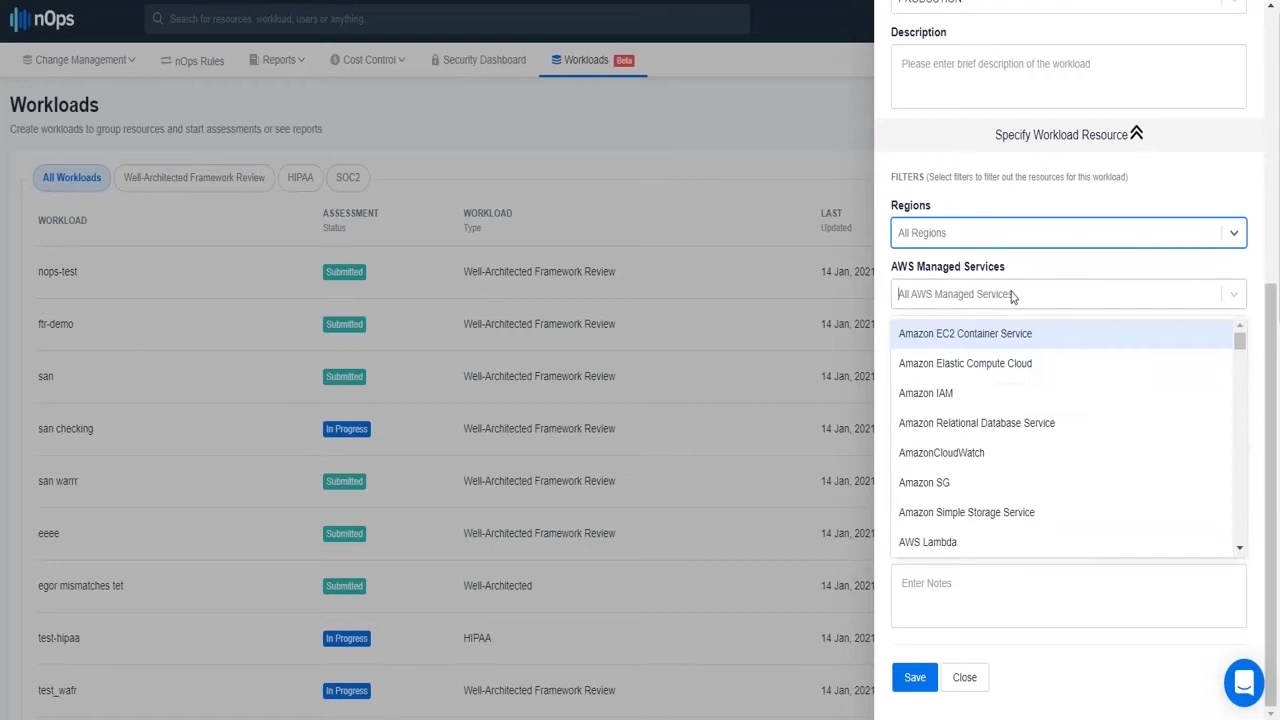 nOps
Search for resources, workload, users or anything.
Change Management
nOps Rules
Reports
Cost Control
Security Dashboard
Workloads Beta
Workloads
Create workloads to group resources and start assessments or see reports
All Workloads
Well-Architected Framework Review
HIPAA
SOC2
WORKLOAD
ASSESSMENT
Status
WORKLOAD
Type
LAST
Updated
nops-test Submitted Well-Architected Framework Review 14 Jan, 2021
ftr-demo Submitted Well-Architected Framework Review 14 Jan, 2021
san Submitted Well-Architected Framework Review 14 Jan, 2021
san checking In Progress Well-Architected Framework Review 14 Jan, 2021
san warrr Submitted Well-Architected Framework Review 14 Jan, 2021
eeee Submitted Well-Architected Framework Review 14 Jan, 2021
egor mismatches tet Submitted Well-Architected 14 Jan, 2021
test-hipaa In Progress HIPAA 14 Jan, 2021
test_wafr In Progress Well-Architected Framework Review 14 Jan, 2021
PRODUCTION
Description
Please enter brief description of the workload
Specify Workload Resource
FILTERS (Select filters to filter out the resources for this workload)
Regions
All Regions
AWS Managed Services
All AWS Managed Services
Amazon EC2 Container Service
Amazon Elastic Compute Cloud
Amazon IAM
Amazon Relational Database Service
AmazonCloudWatch
Amazon SG
Amazon Simple Storage Service
AWS Lambda
Enter Notes
Save
Close